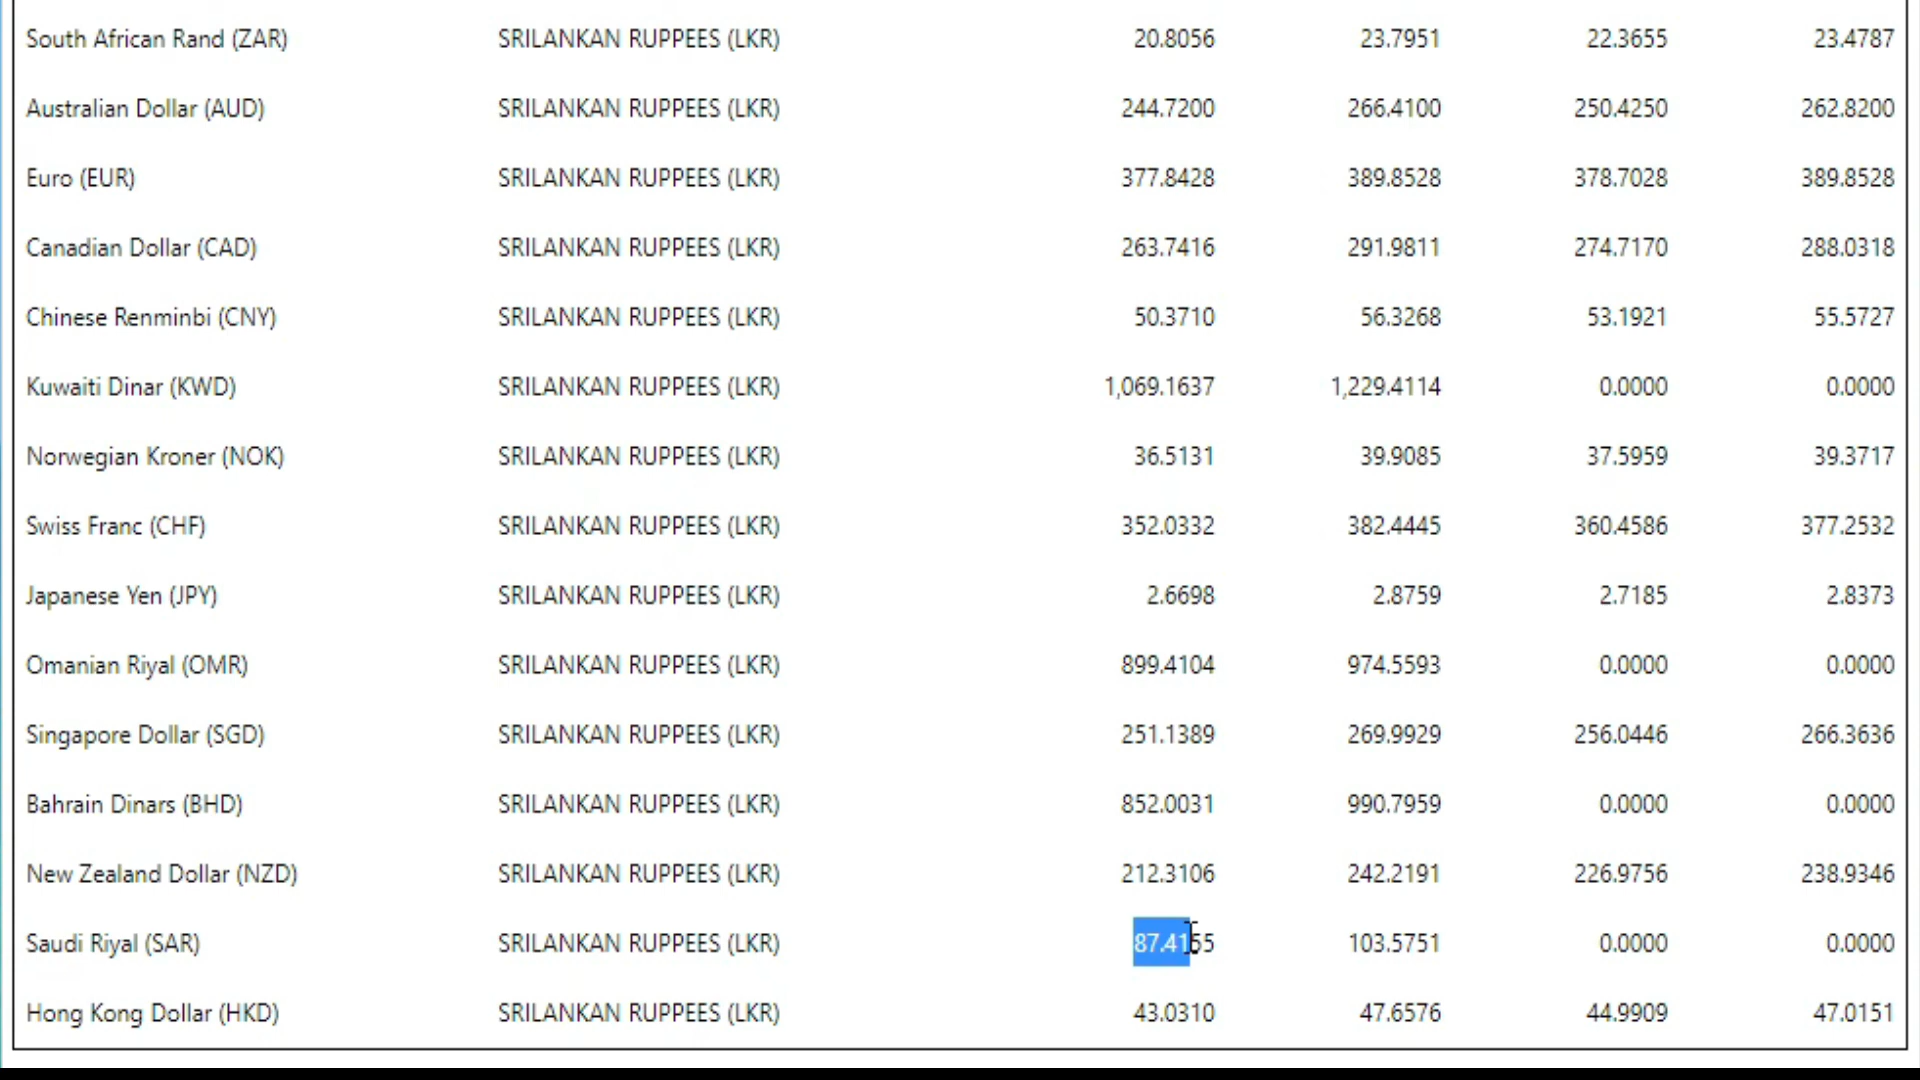 South African Rand (ZAR) SRILANKAN RUPPEES (LKR) 20.8056 23.7951 22.3655 23.4787
Australian Dollar (AUD) SRILANKAN RUPPEES (LKR) 244.7200 266.4100 250.4250 262.8200
Euro (EUR) SRILANKAN RUPPEES (LKR) 377.8428 389.8528 378.7028 389.8528
Canadian Dollar (CAD) SRILANKAN RUPPEES (LKR) 263.7416 291.9811 274.7170 288.0318
Chinese Renminbi (CNY) SRILANKAN RUPPEES (LKR) 50.3710 56.3268 53.1921 55.5727
Kuwaiti Dinar (KWD) SRILANKAN RUPPEES (LKR) 1,069.1637 1,229.4114 0.0000 0.0000
Norwegian Kroner (NOK) SRILANKAN RUPPEES (LKR) 36.5131 39.9085 37.5959 39.3717
Swiss Franc (CHF) SRILANKAN RUPPEES (LKR) 352.0332 382.4445 360.4586 377.2532
Japanese Yen (JPY) SRILANKAN RUPPEES (LKR) 2.6698 2.8759 2.7185 2.8373
Omanian Riyal (OMR) SRILANKAN RUPPEES (LKR) 899.4104 974.5593 0.0000 0.0000
Singapore Dollar (SGD) SRILANKAN RUPPEES (LKR) 251.1389 269.9929 256.0446 266.3636
Bahrain Dinars (BHD) SRILANKAN RUPPEES (LKR) 852.0031 990.7959 0.0000 0.0000
New Zealand Dollar (NZD) SRILANKAN RUPPEES (LKR) 212.3106 242.2191 226.9756 238.9346
Saudi Riyal (SAR) SRILANKAN RUPPEES (LKR) 87.4155 103.5751 0.0000 0.0000
Hong Kong Dollar (HKD) SRILANKAN RUPPEES (LKR) 43.0310 47.6576 44.9909 47.0151